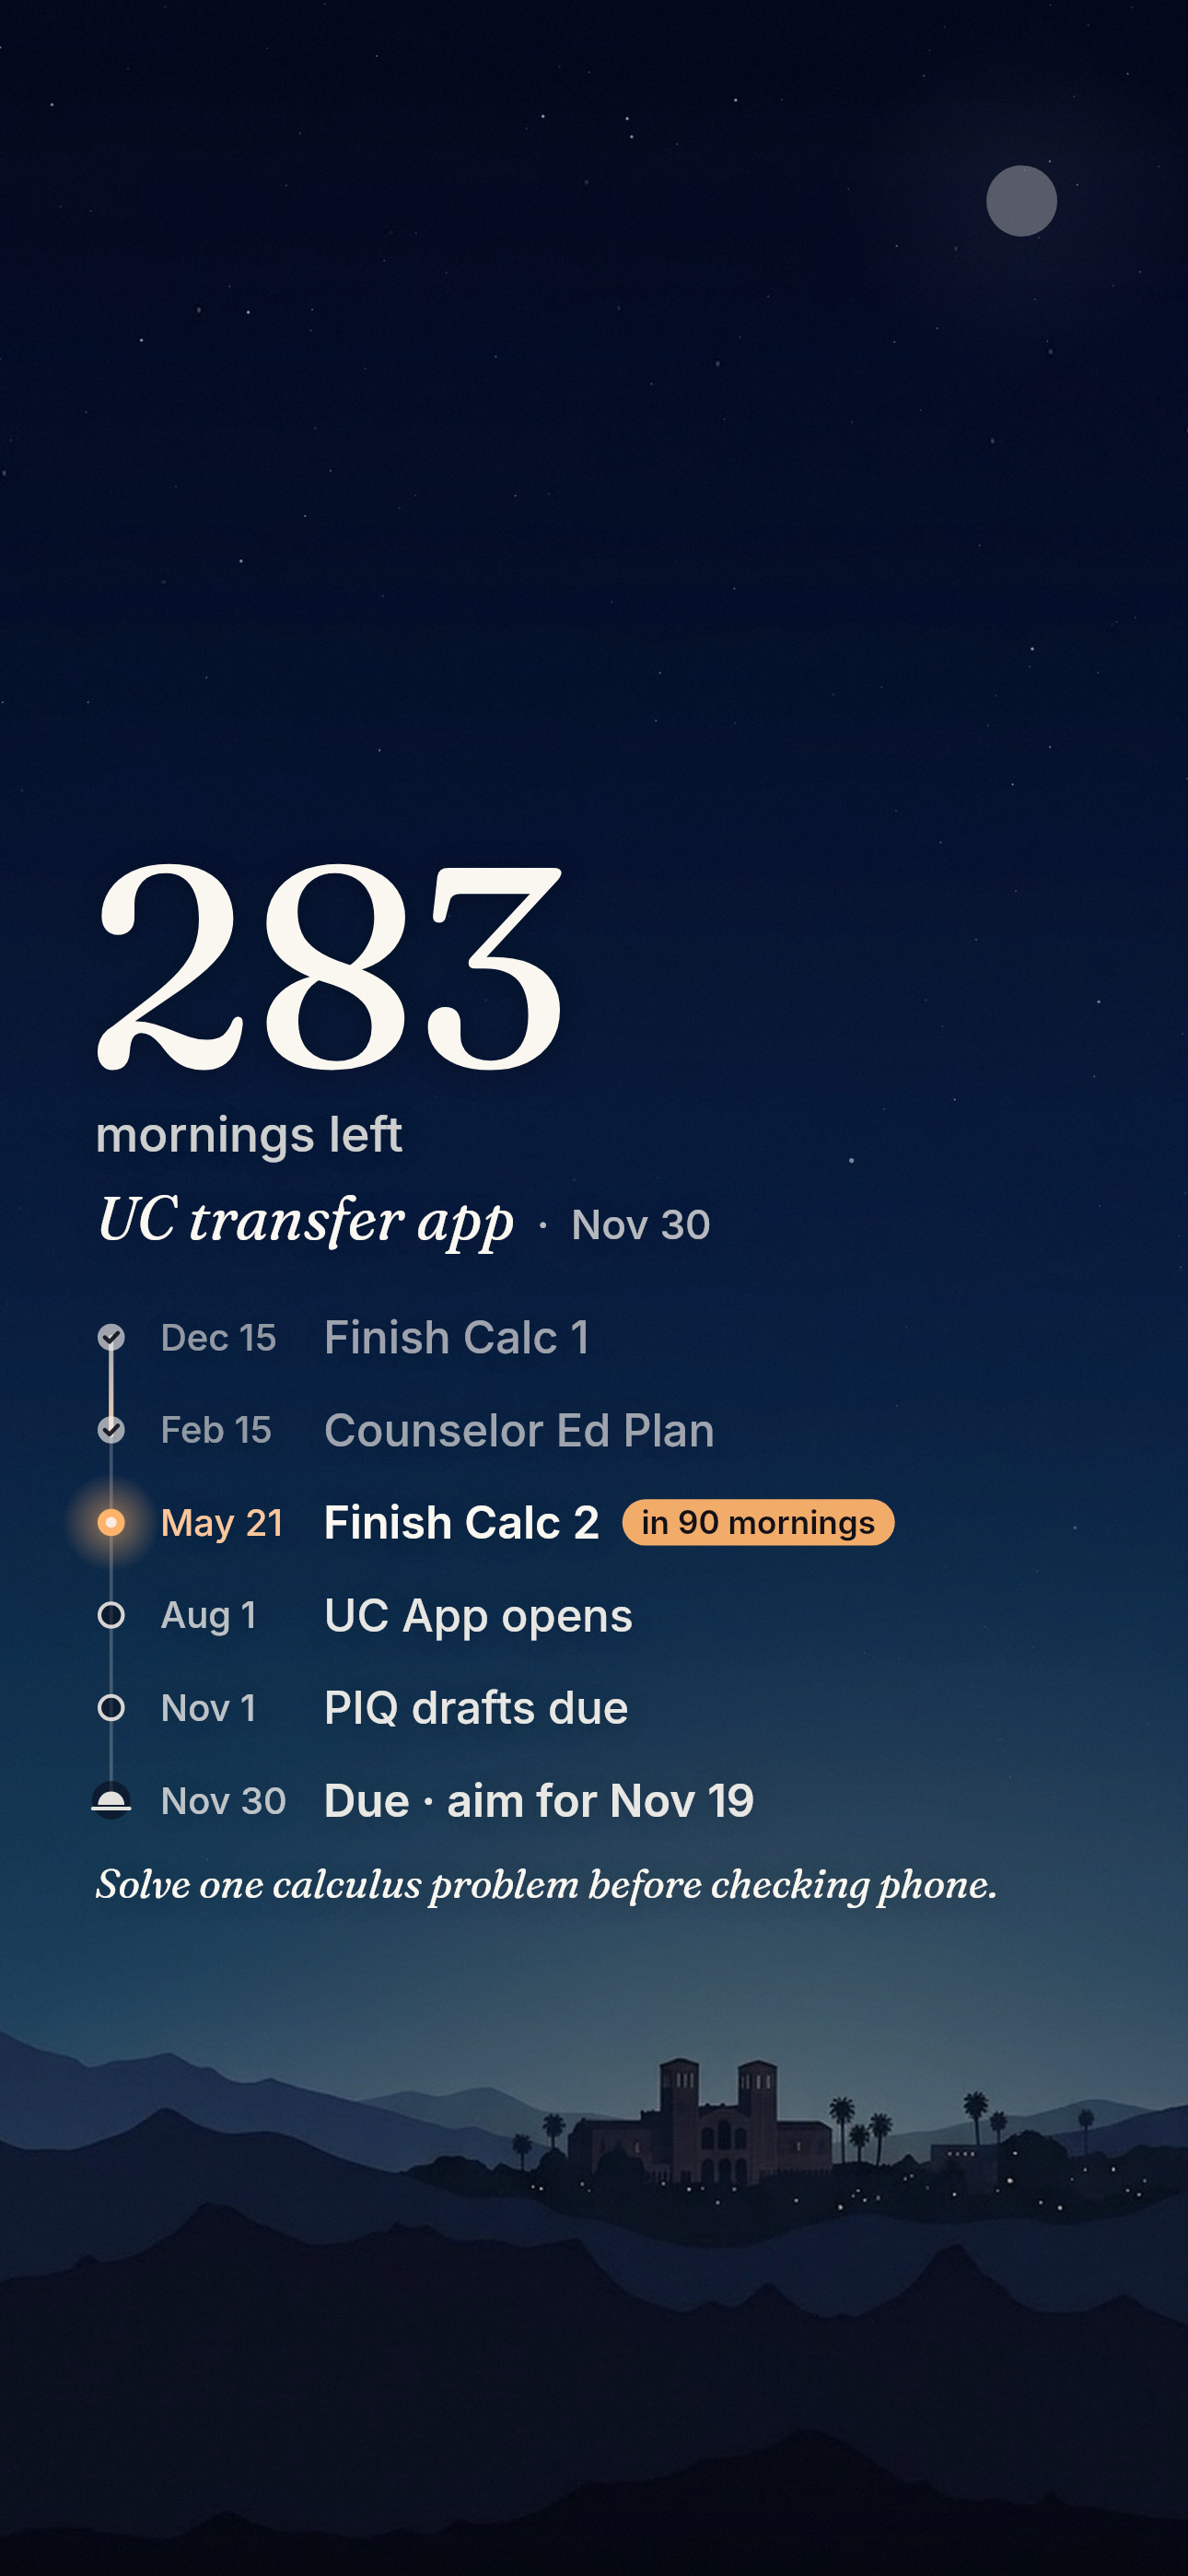 283
mornings left
UC transfer app · Nov 30
Dec 15 Finish Calc 1
Feb 15 Counselor Ed Plan
May 21 Finish Calc 2 in 90 mornings
Aug 1 UC App opens
Nov 1 PIQ drafts due
Nov 30 Due · aim for Nov 19
Solve one calculus problem before checking phone.